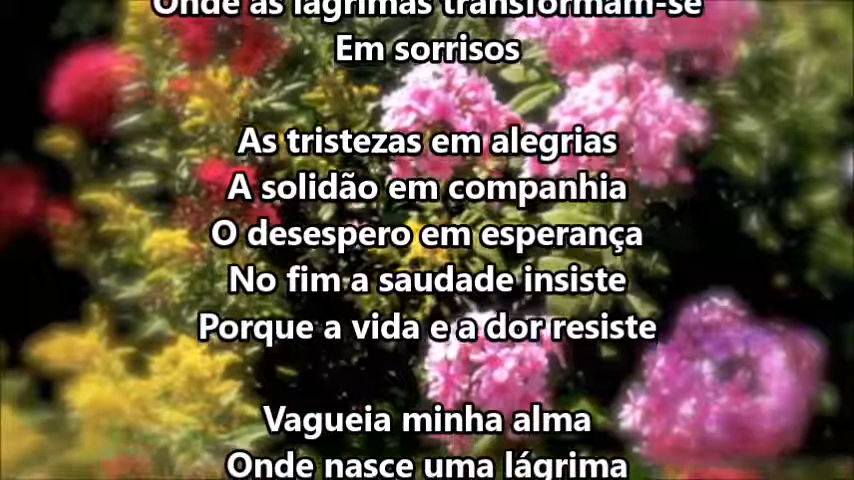 Onde as lágrimas transformam-se
Em sorrisos
As tristezas em alegrias
A solidão em companhia
O desespero em esperança
No fim a saudade insiste
Porque a vida e a dor resiste
Vagueia minha alma
Onde nasce uma lágrima